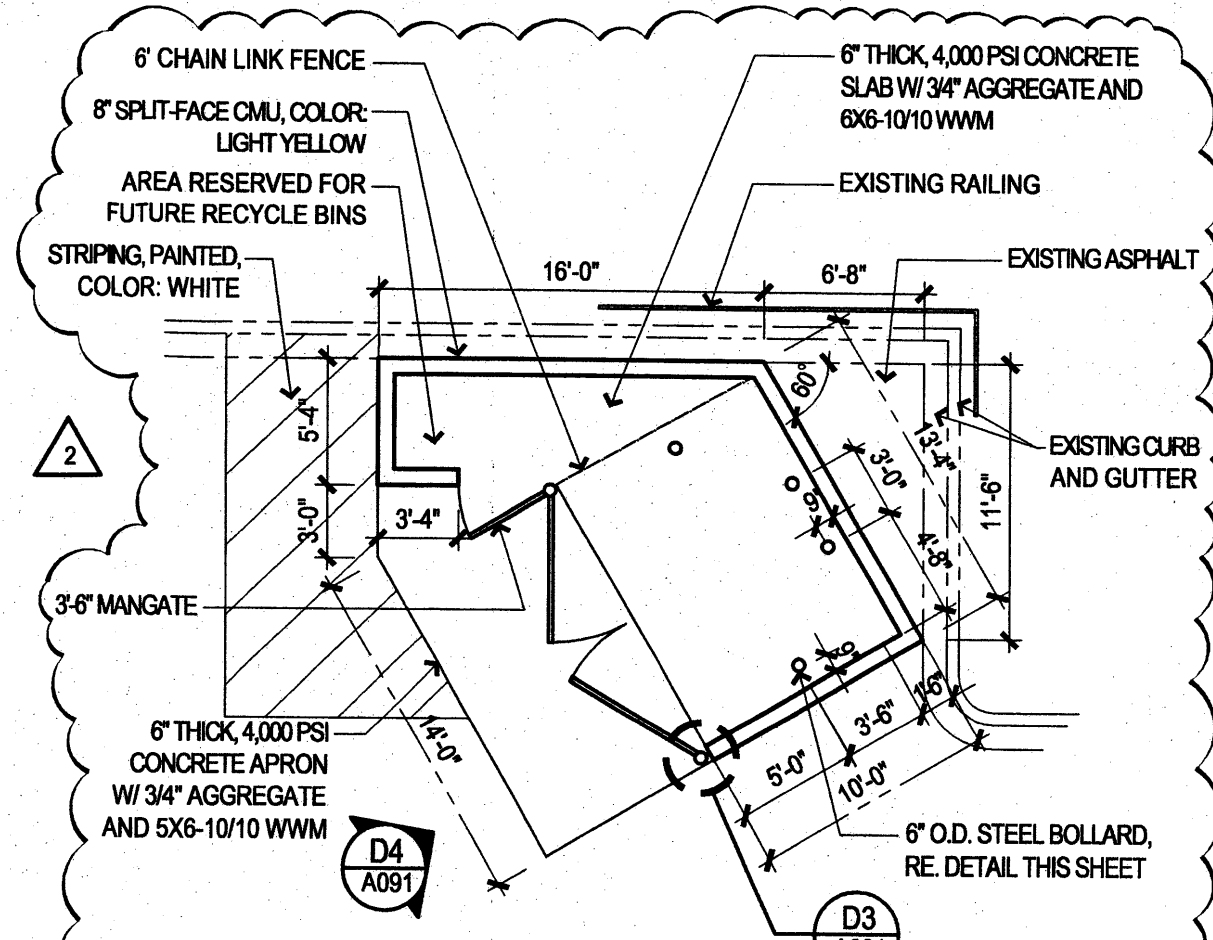 6' CHAIN LINK FENCE
8" SPLIT-FACE CMU, COLOR:
LIGHT YELLOW
AREA RESERVED FOR
FUTURE RECYCLE BINS
STRIPING, PAINTED,
COLOR: WHITE
6" THICK, 4,000 PSI CONCRETE
SLAB W/ 3/4" AGGREGATE AND
6X6-10/10 WWM
EXISTING RAILING
EXISTING ASPHALT
16'-0"
6'-8"
60°
5'-4"
3'-0"
3'-4"
2
13'-4"
3'-0"
4'-8"
11'-6"
EXISTING CURB
AND GUTTER
3'-6" MANGATE
6" THICK, 4,000 PSI
CONCRETE APRON
W/ 3/4" AGGREGATE
AND 5X6-10/10 WWM
14'-0"
1'-6"
3'-6"
5'-0"
10'-0"
6" O.D. STEEL BOLLARD,
RE. DETAIL THIS SHEET
D4
A091
D3